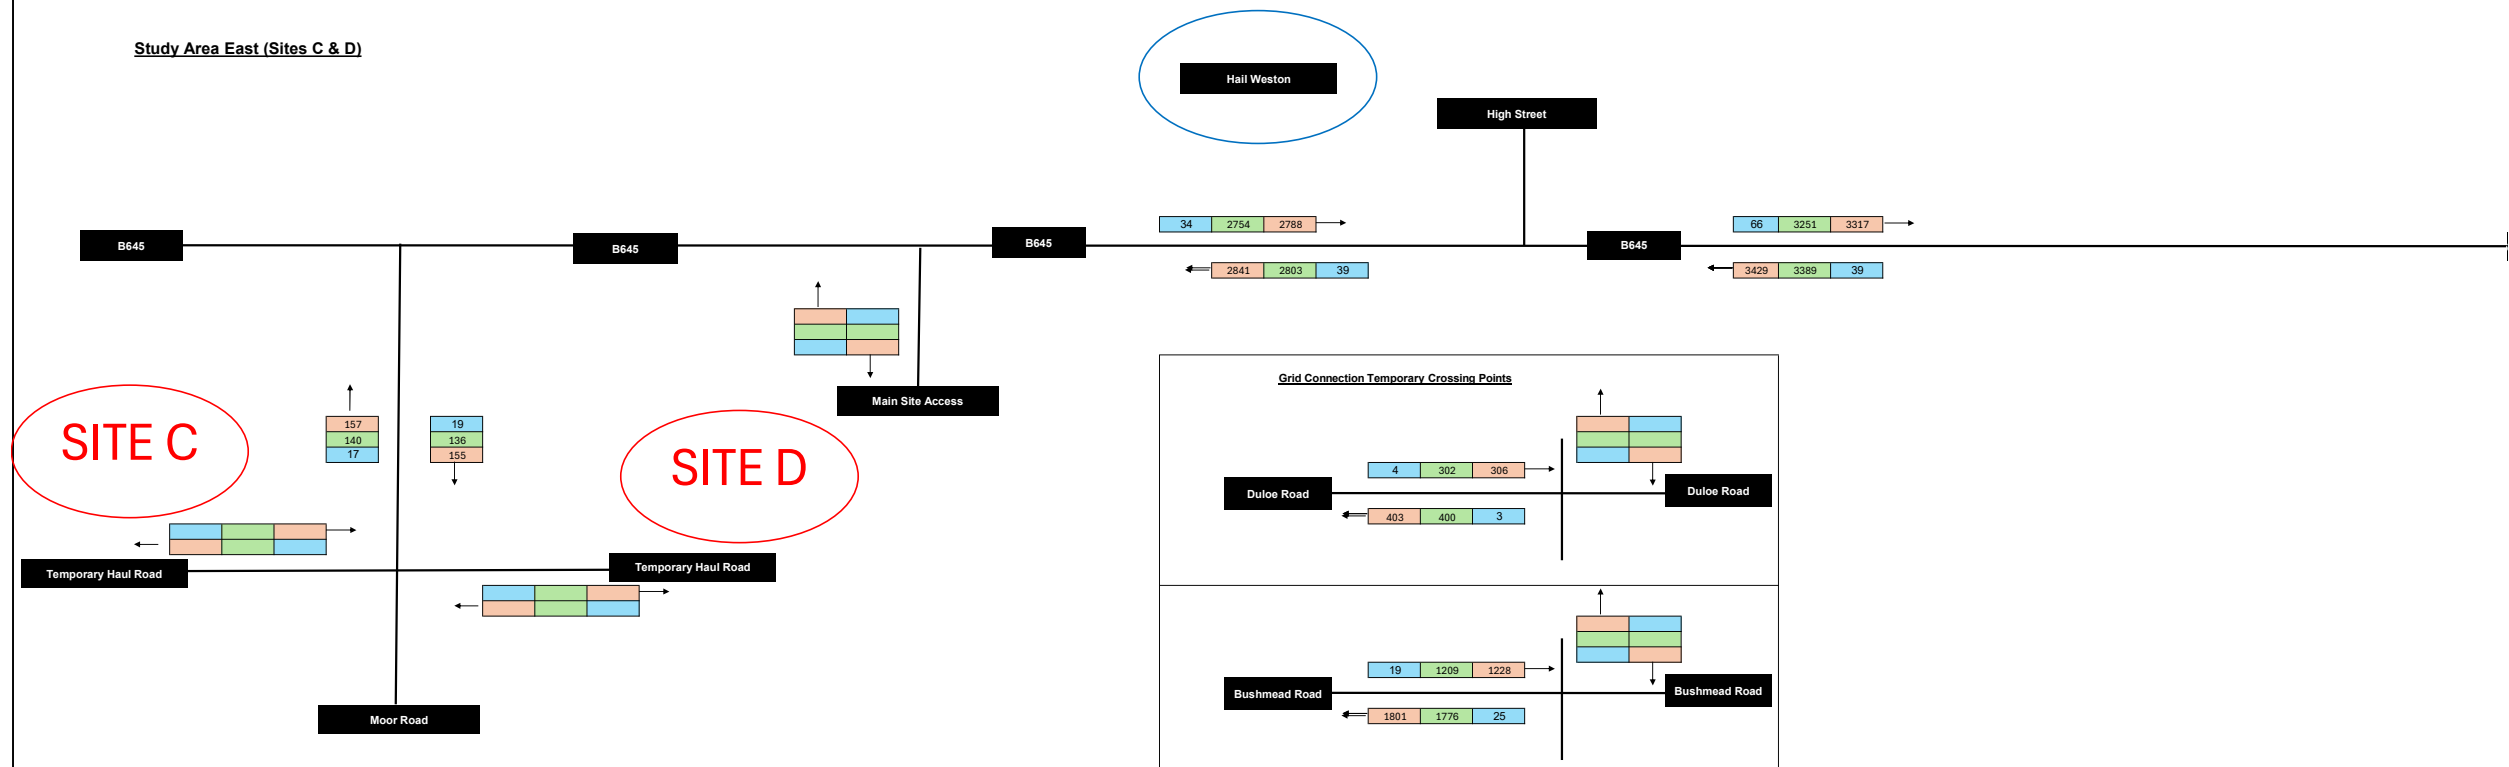 Study Area East (Sites C & D)
Hail Weston
High Street
34 2754 2788
66 3251 3317
B645
B645
B645
B645
2841 2803 39
3429 3389 39
Main Site Access
Grid Connection Temporary Crossing Points
SITE C
157
140
17
19
136
155
SITE D
4 302 306
Duloe Road
Duloe Road
403 400 3
Temporary Haul Road
Temporary Haul Road
19 1209 1228
Bushmead Road
Bushmead Road
1801 1776 25
Moor Road